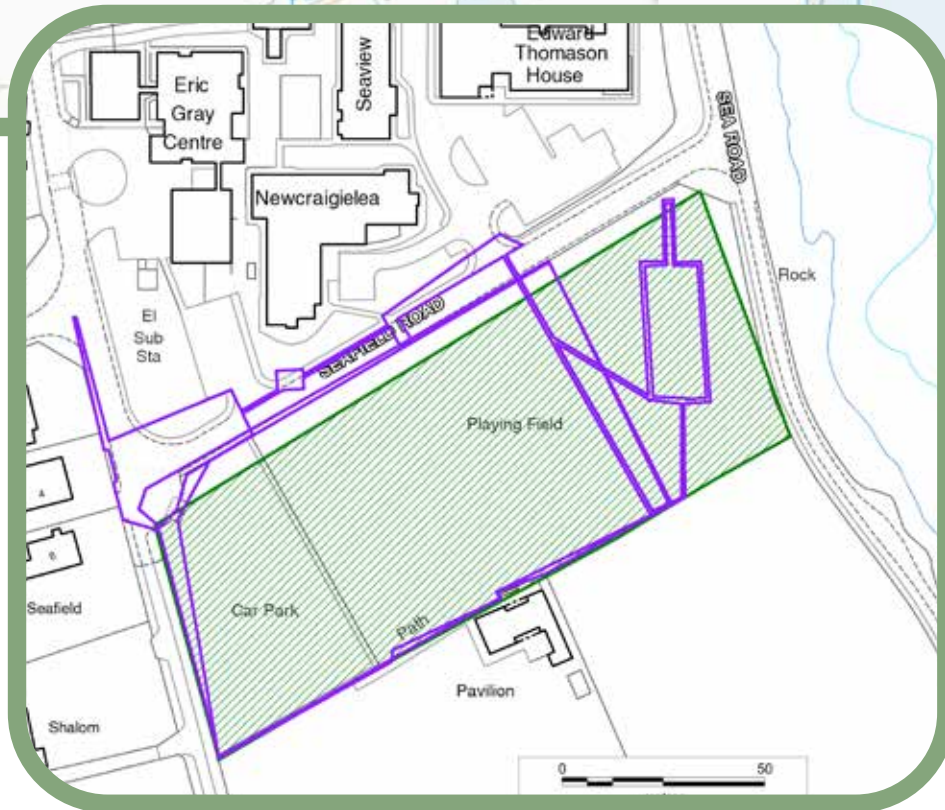 Eric
Gray
Centre
Seaview
Edward
Thomason
House
SEA ROAD
Newcraigielea
Rock
El
Sub
Sta
SEAFIELD ROAD
Playing Field
4
6
Seafield
Car Park
Path
Pavilion
Shalom
0 50